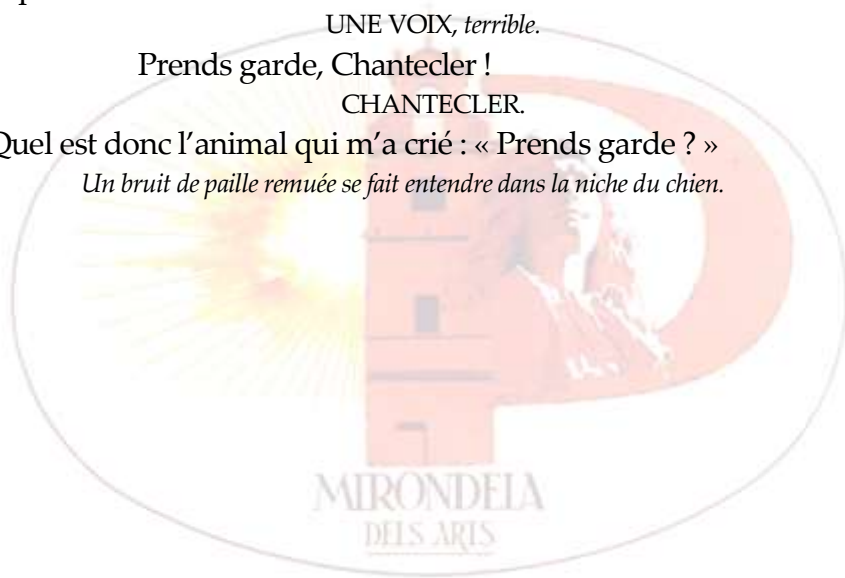 UNE VOIX, terrible.
Prends garde, Chantecler !
CHANTECLER.
Quel est donc l’animal qui m’a crié : « Prends garde ? »
Un bruit de paille remuée se fait entendre dans la niche du chien.
MIRONDELA
DELS ARTS